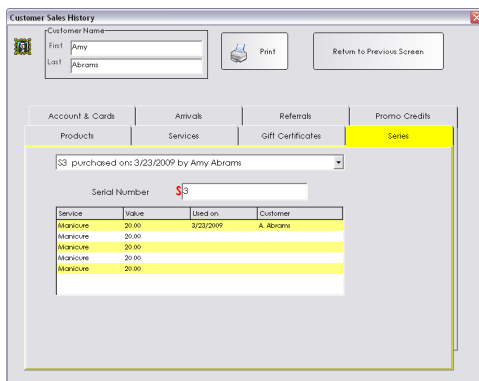 Customer Sales History
Customer Name
First Amy
Last Abrams
Print
Return to Previous Screen
Account & Cards Arrivals Referrals Promo Credits
Products Services Gift Certificates Series
S3 purchased on: 3/23/2009 by Amy Abrams
Serial Number S 3
Service Value Used on Customer
Manicure 20.00 3/23/2009 A. Abrams
Manicure 20.00
Manicure 20.00
Manicure 20.00
Manicure 20.00